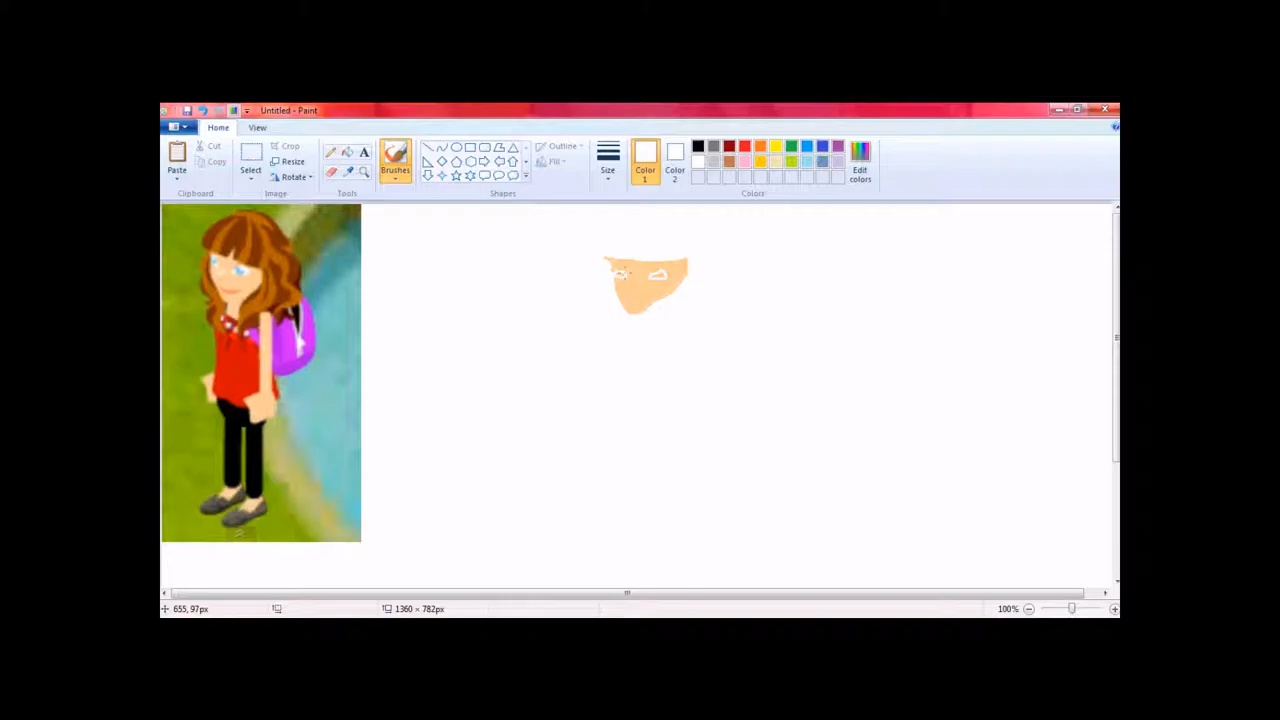 Untitled - Paint
Home View
Paste Cut Copy
Clipboard
Select Crop Resize Rotate
Image
A
Tools
Brushes
Outline Fill
Shapes
Size
Color 1
Color 2
Edit colors
Colors
655, 97px
1360 × 782px
100%